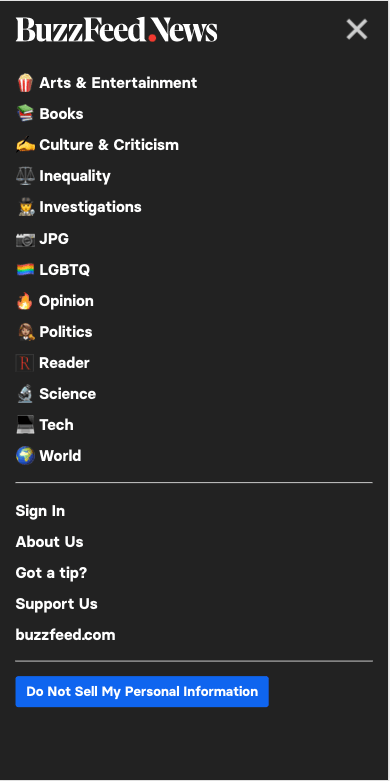 BuzzFeed.News
Arts & Entertainment
Books
Culture & Criticism
Inequality
Investigations
JPG
LGBTQ
Opinion
Politics
R Reader
Science
Tech
World
Sign In
About Us
Got a tip?
Support Us
buzzfeed.com
Do Not Sell My Personal Information